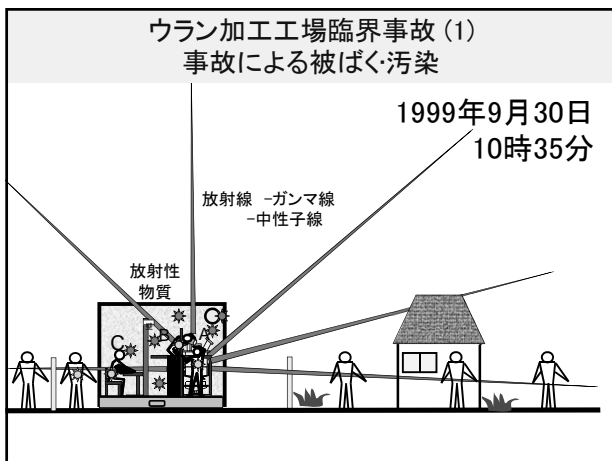 ウラン加工工場臨界事故 (1)
事故による被ばく・汚染
1999年9月30日
10時35分
放射線 -ガンマ線
-中性子線
放射性
物質
C
B
A